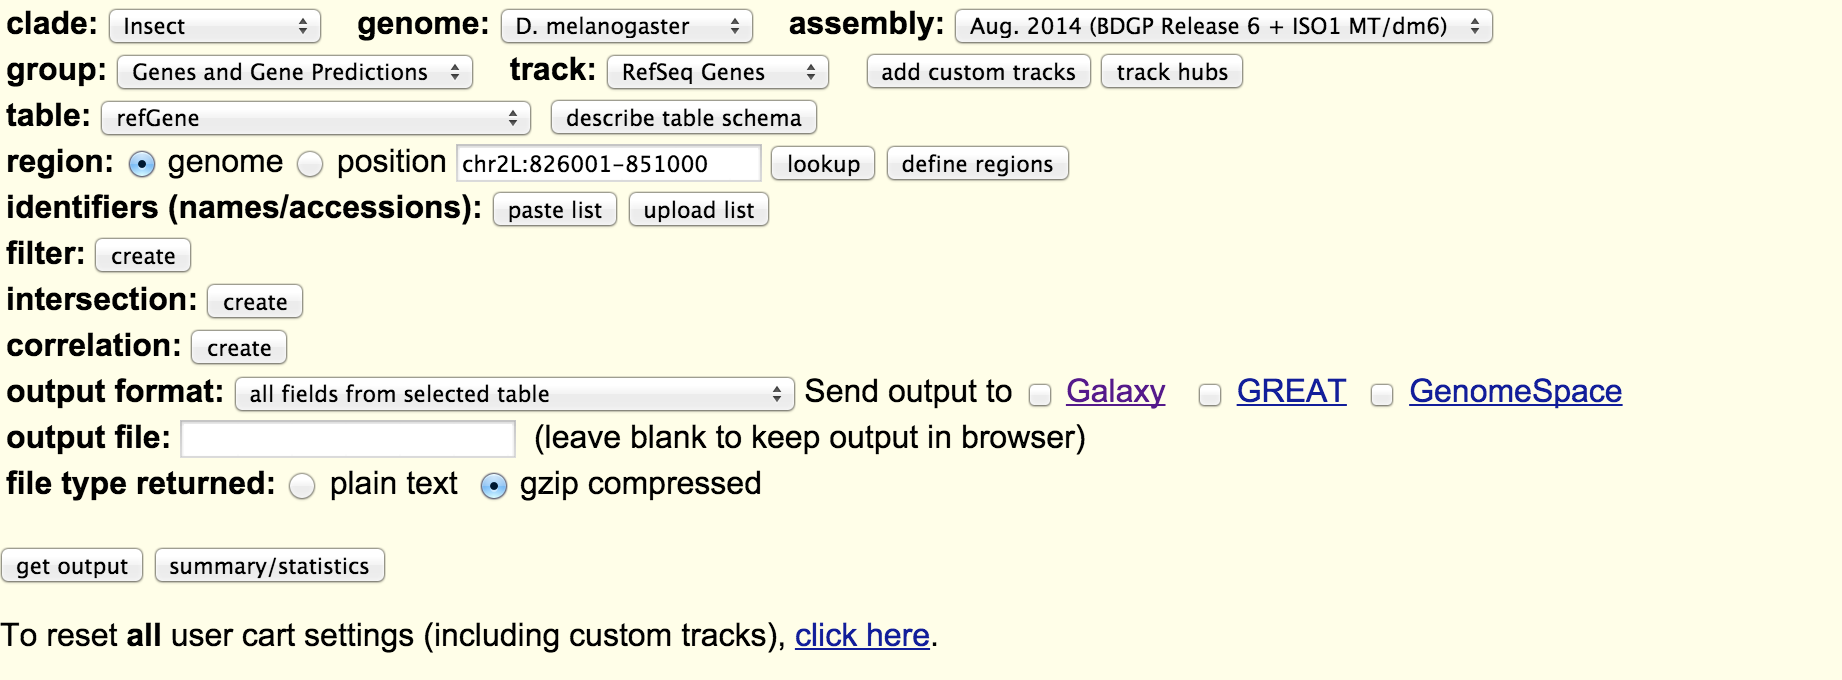 clade: Insect genome: D. melanogaster assembly: Aug. 2014 (BDGP Release 6 + ISO1 MT/dm6)
group: Genes and Gene Predictions track: RefSeq Genes add custom tracks track hubs
table: refGene describe table schema
region: genome position chr2L:826001-851000 lookup define regions
identifiers (names/accessions): paste list upload list
filter: create
intersection: create
correlation: create
output format: all fields from selected table Send output to Galaxy GREAT GenomeSpace
output file: (leave blank to keep output in browser)
file type returned: plain text gzip compressed
get output summary/statistics
To reset all user cart settings (including custom tracks), click here.